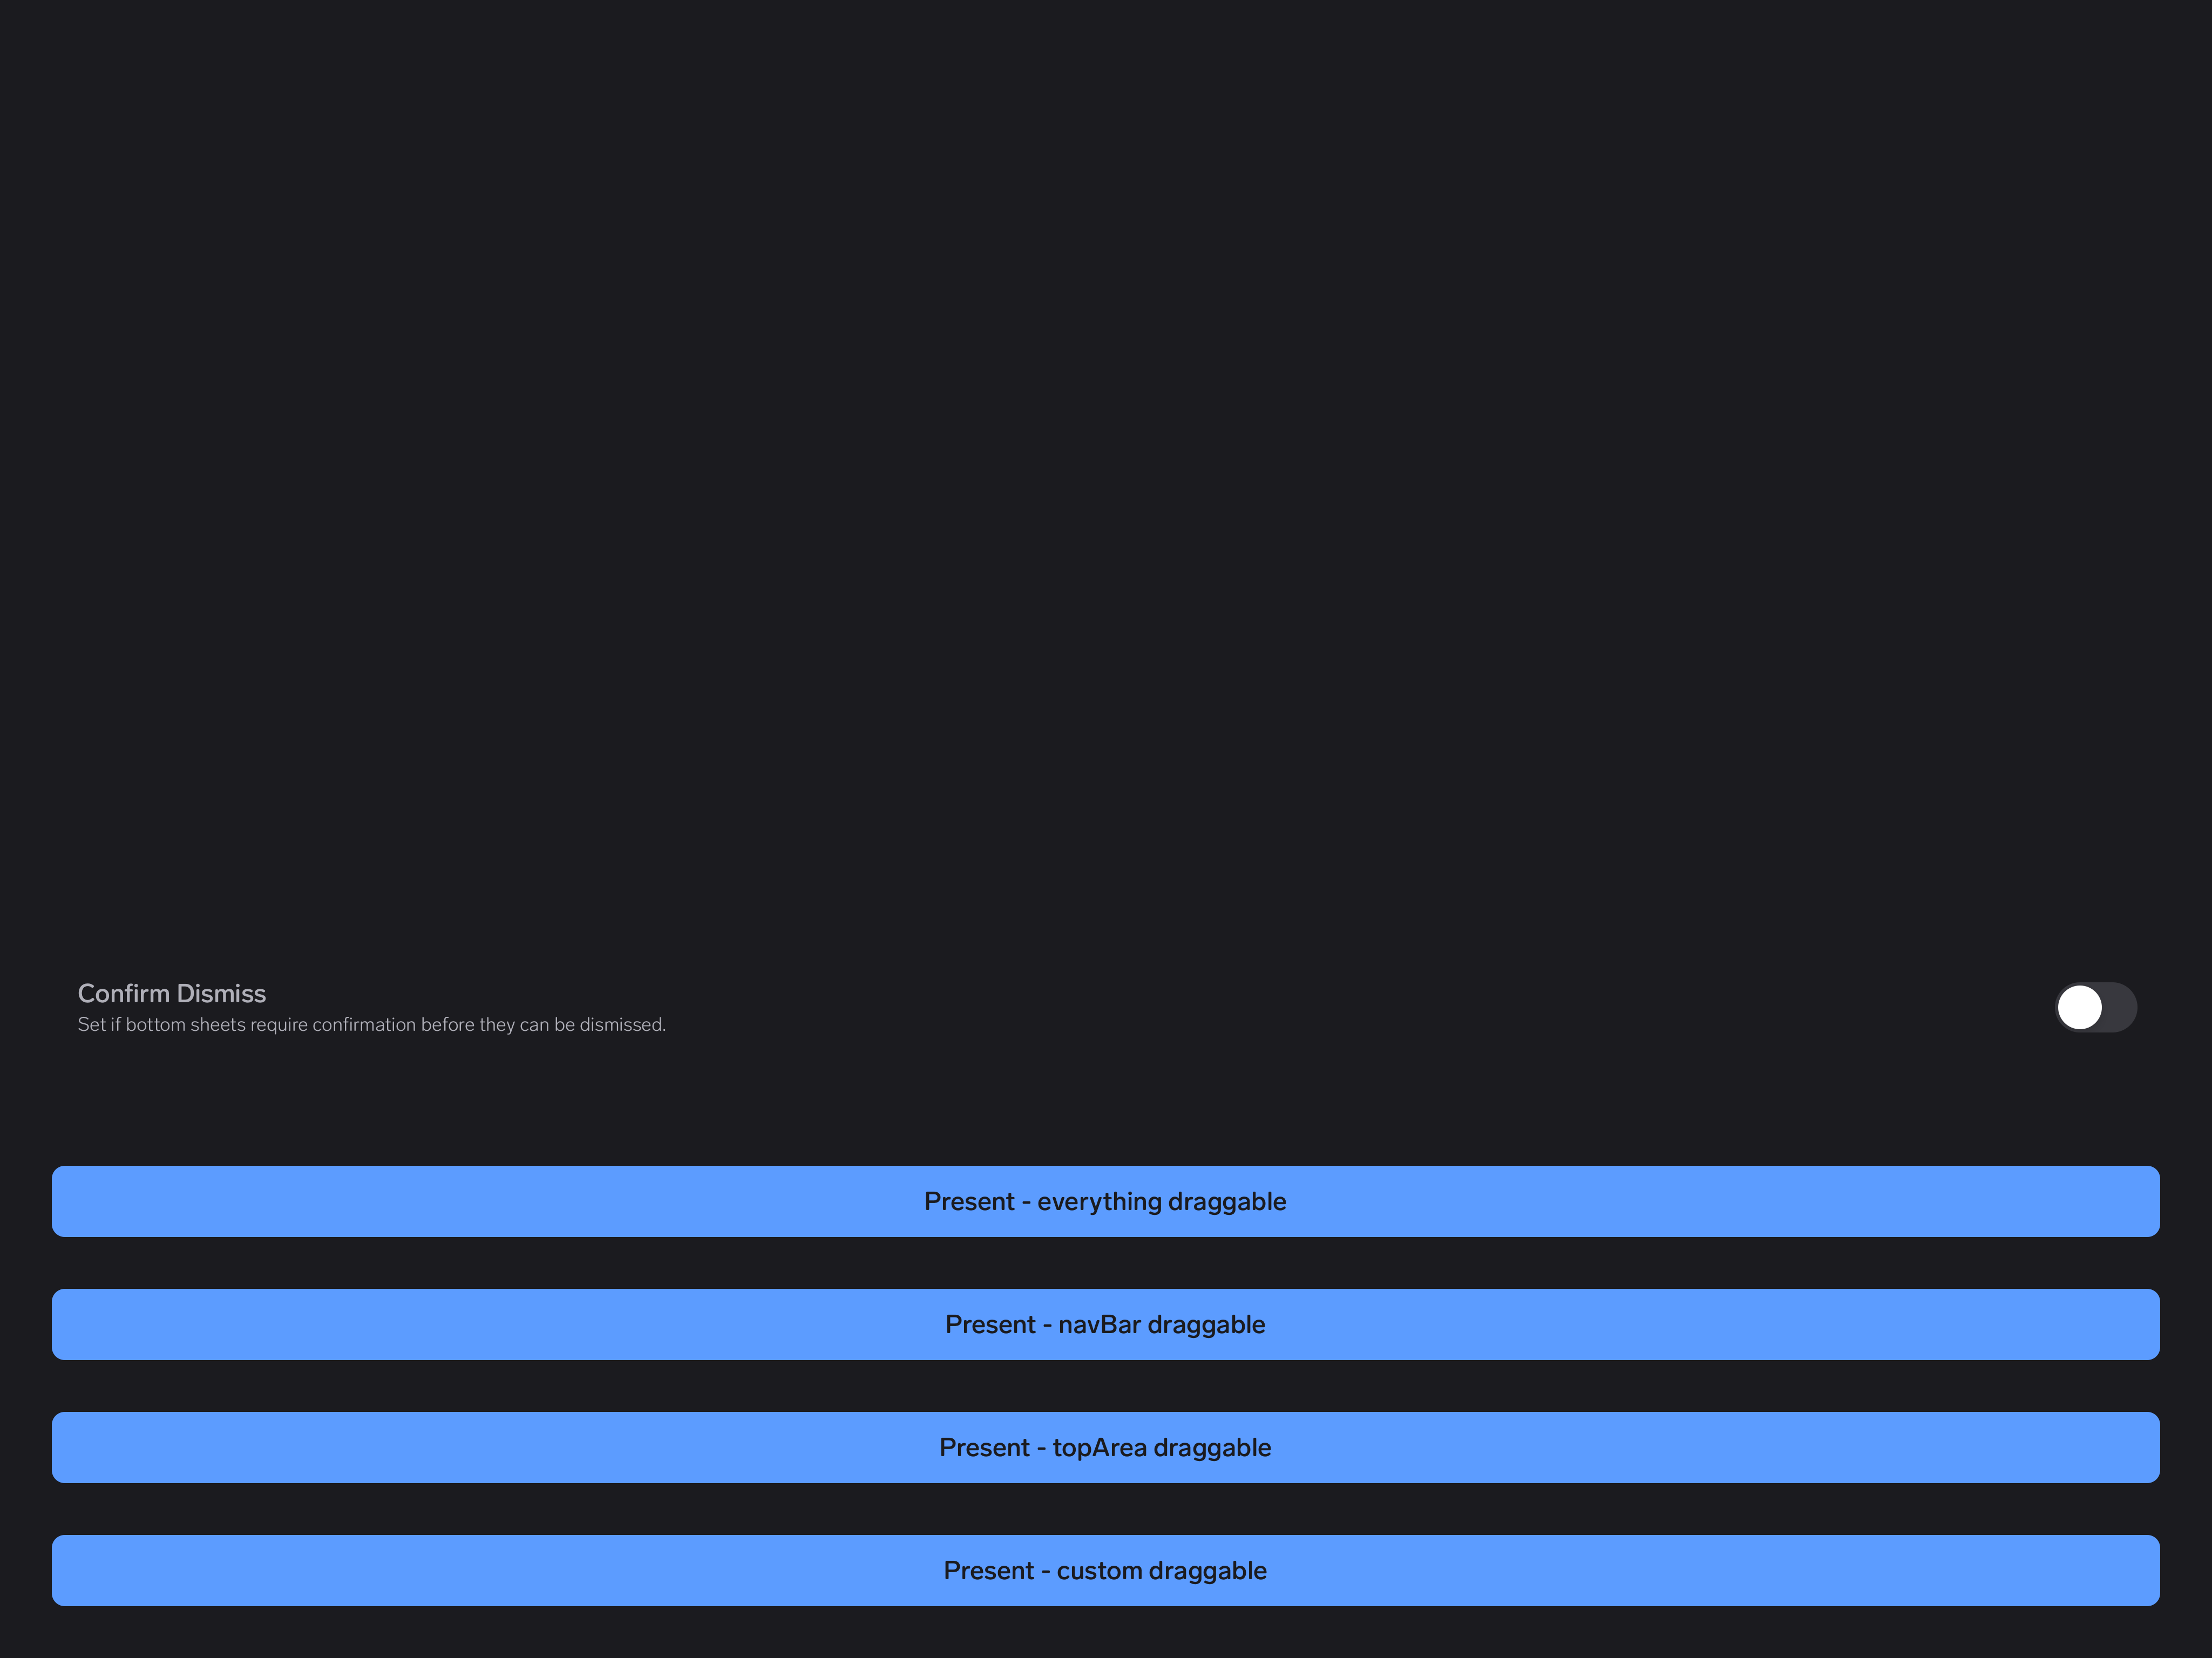 Confirm Dismiss
Set if bottom sheets require confirmation before they can be dismissed.
Present - everything draggable
Present - navBar draggable
Present - topArea draggable
Present - custom draggable